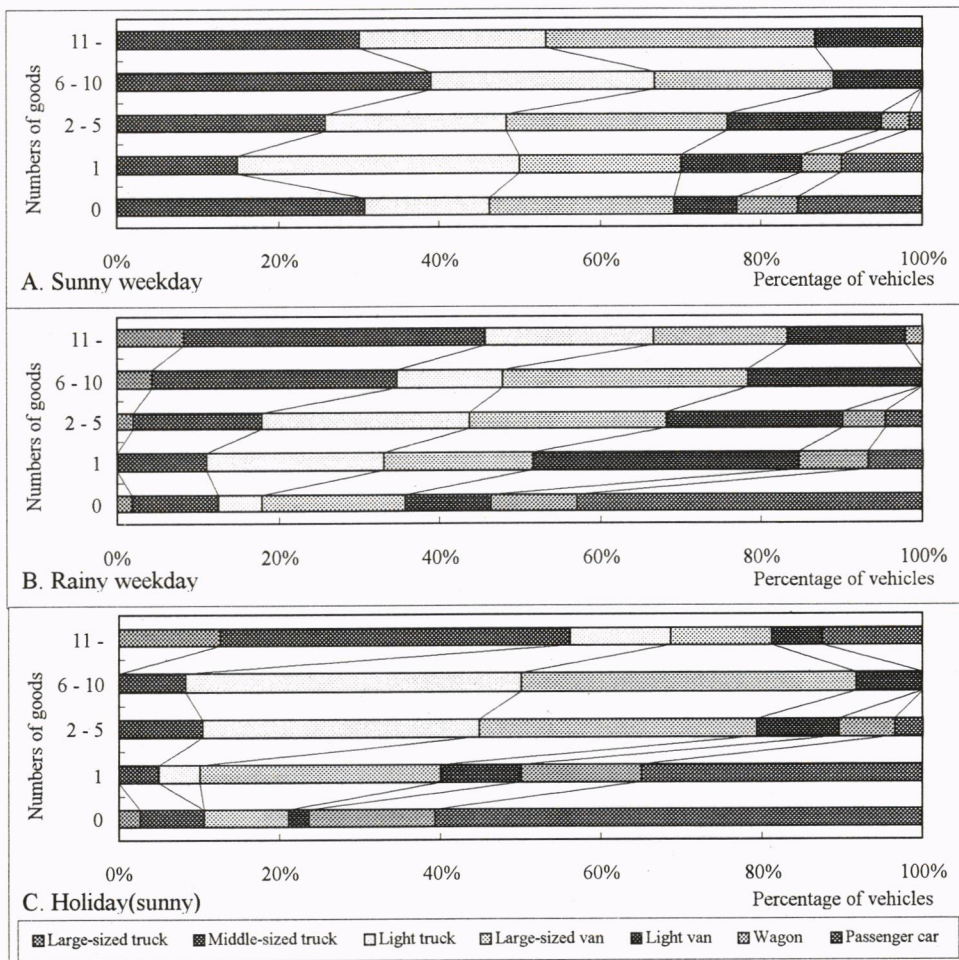 Numbers of goods
11 -
6 - 10
2 - 5
1
0
0% 20% 40% 60% 80% 100%
A. Sunny weekday Percentage of vehicles
Numbers of goods
11 -
6 - 10
2 - 5
1
0
0% 20% 40% 60% 80% 100%
B. Rainy weekday Percentage of vehicles
Numbers of goods
11 -
6 - 10
2 - 5
1
0
0% 20% 40% 60% 80% 100%
C. Holiday(sunny) Percentage of vehicles
Large-sized truck Middle-sized truck Light truck Large-sized van Light van Wagon Passenger car